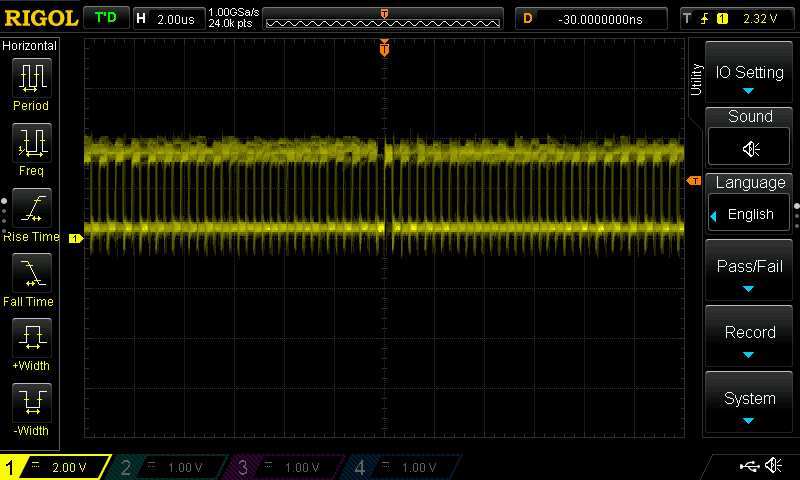 RIGOL T'D H 2.00us 1.00GSa/s 24.0k pts T D -30.0000000ns T 1 2.32 V
Horizontal
Period
Freq
Rise Time
Fall Time
+Width
-Width
T
T
1
Utility
IO Setting
Sound
Language
English
Pass/Fail
Record
System
1 2.00 V 2 1.00 V 3 1.00 V 4 1.00 V